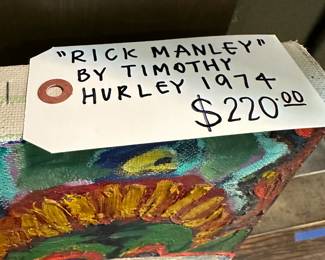 "RICK MANLEY"
BY TIMOTHY
HURLEY 1974
$220.00